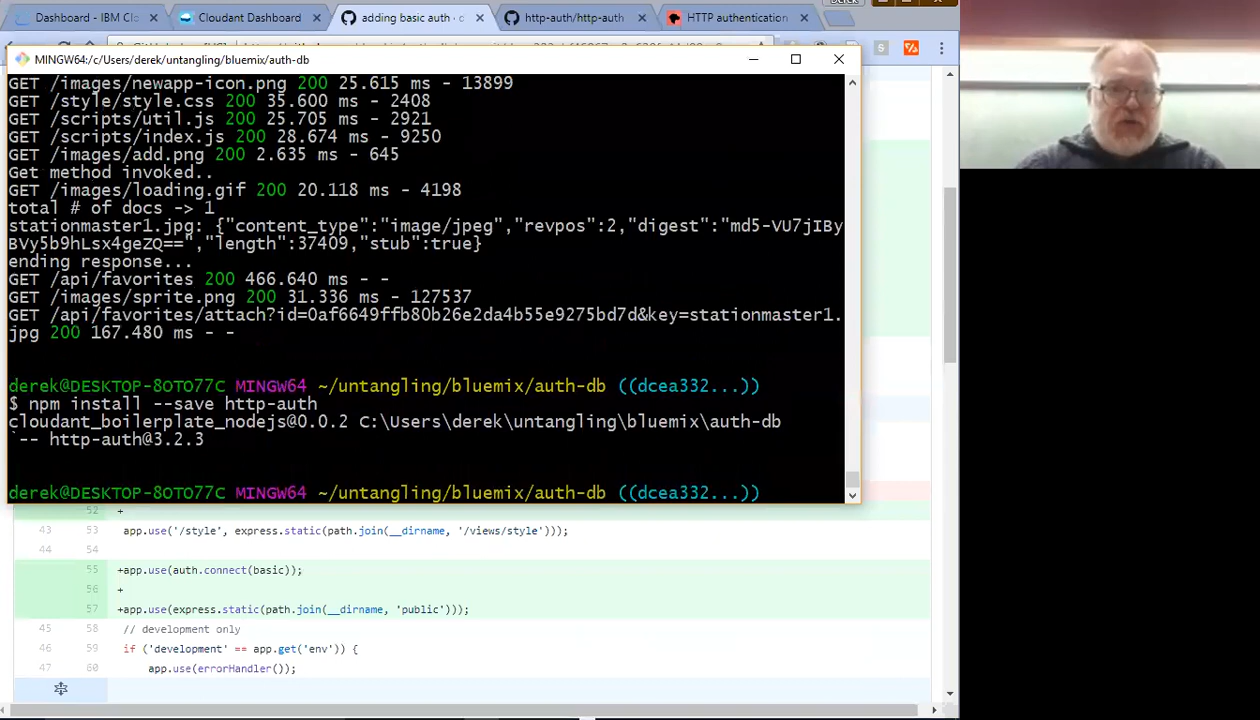 Dashboard - IBM Clo
Cloudant Dashboard
adding basic auth · d
http-auth/http-auth
HTTP authentication
MINGW64:/c/Users/derek/untangling/bluemix/auth-db
GET /images/newapp-icon.png 200 25.615 ms - 13899
GET /style/style.css 200 35.600 ms - 2408
GET /scripts/util.js 200 25.705 ms - 2921
GET /scripts/index.js 200 28.674 ms - 9250
GET /images/add.png 200 2.635 ms - 645
Get method invoked..
GET /images/loading.gif 200 20.118 ms - 4198
total # of docs -> 1
stationmaster1.jpg: {"content_type":"image/jpeg","revpos":2,"digest":"md5-VU7jIBy
BVy5b9hLsx4geZQ==","length":37409,"stub":true}
ending response...
GET /api/favorites 200 466.640 ms - -
GET /images/sprite.png 200 31.336 ms - 127537
GET /api/favorites/attach?id=0af6649ffb80b26e2da4b55e9275bd7d&key=stationmaster1.
jpg 200 167.480 ms - -
derek@DESKTOP-8OTO77C MINGW64 ~/untangling/bluemix/auth-db ((dcea332...))
$ npm install --save http-auth
cloudant_boilerplate_nodejs@0.0.2 C:\Users\derek\untangling\bluemix\auth-db
`-- http-auth@3.2.3
derek@DESKTOP-8OTO77C MINGW64 ~/untangling/bluemix/auth-db ((dcea332...))
52 +
43 53 app.use('/style', express.static(path.join(__dirname, '/views/style')));
44 54
55 +app.use(auth.connect(basic));
56 +
57 +app.use(express.static(path.join(__dirname, 'public')));
45 58 // development only
46 59 if ('development' == app.get('env')) {
47 60 app.use(errorHandler());